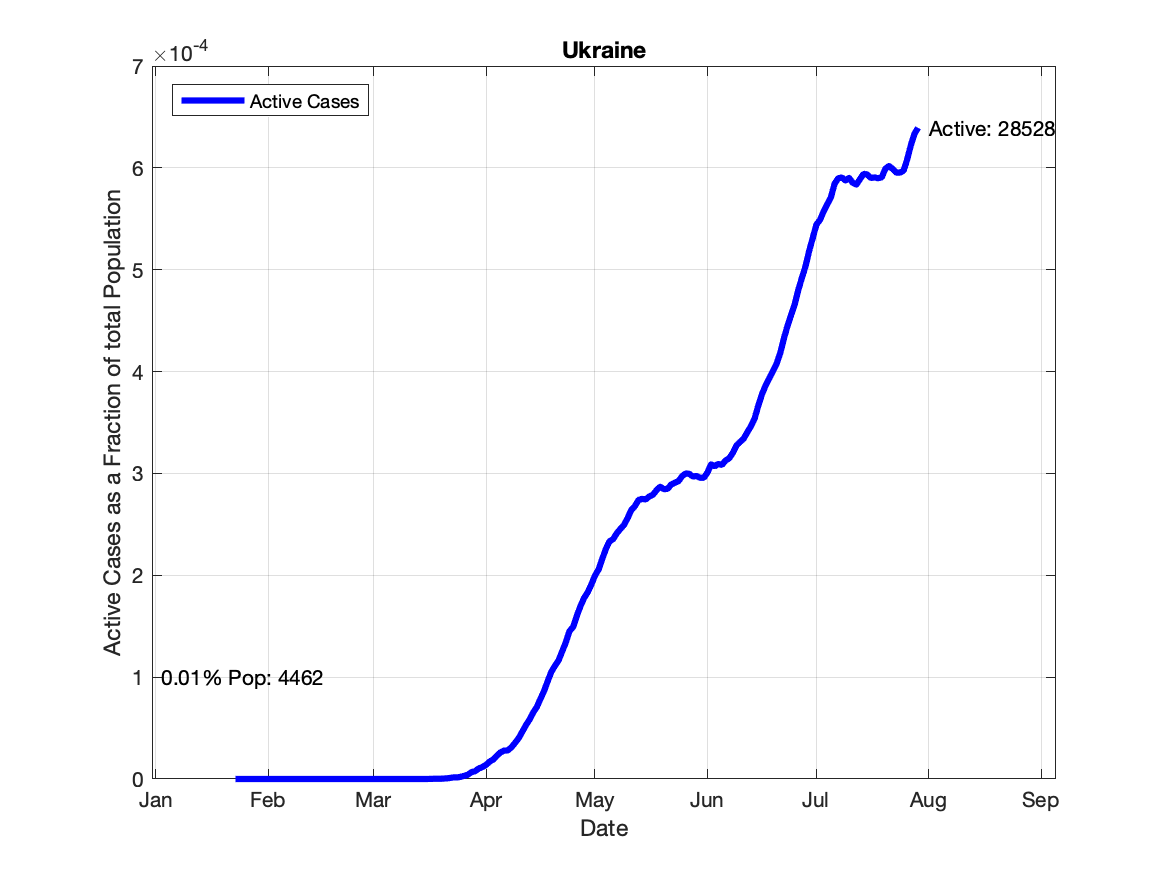 Ukraine
×10-4
Active Cases
Active: 28528
0.01% Pop: 4462
7
6
5
4
3
2
1
0
Active Cases as a Fraction of total Population
Jan Feb Mar Apr May Jun Jul Aug Sep
Date